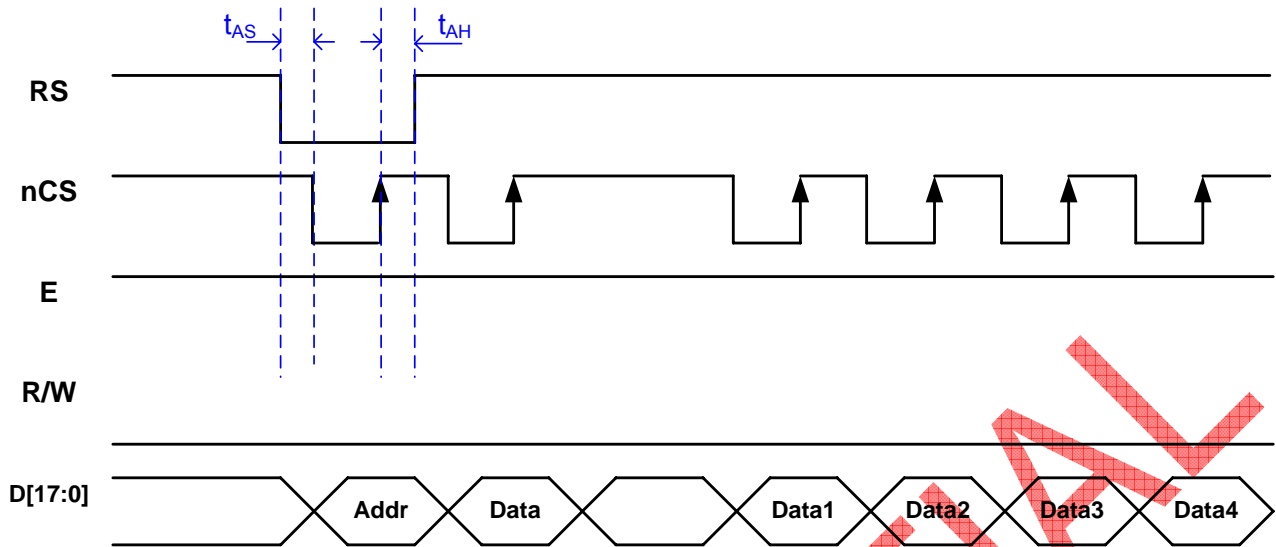 tAS tAH
RS
nCS
E
R/W
D[17:0] Addr Data Data1 Data2 Data3 Data4